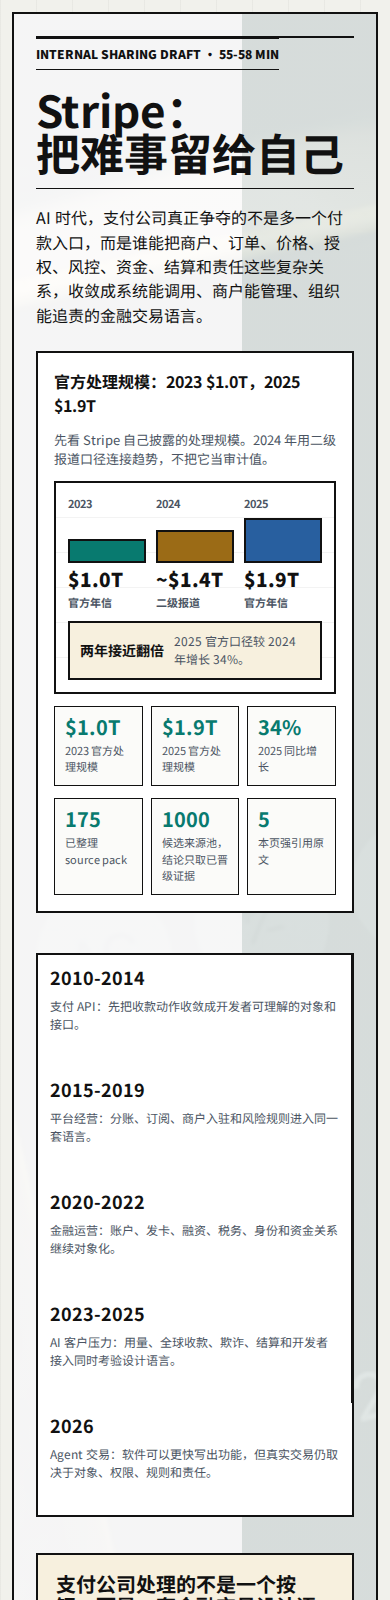 INTERNAL SHARING DRAFT • 55-58 MIN
Stripe：
把难事留给自己
AI 时代，支付公司真正争夺的不是多一个付
款入口，而是谁能把商户、订单、价格、授
权、风控、资金、结算和责任这些复杂关
系，收敛成系统能调用、商户能管理、组织
能追责的金融交易语言。
官方处理规模：2023 $1.0T，2025
$1.9T
先看 Stripe 自己披露的处理规模。2024 年用二级
报道口径连接趋势，不把它当审计值。
2023
2024
2025
$1.0T
~$1.4T
$1.9T
官方年信
二级报道
官方年信
两年接近翻倍
2025 官方口径较 2024
年增长 34%。
$1.0T
2023 官方处
理规模
$1.9T
2025 官方处
理规模
34%
2025 同比增
长
175
已整理
source pack
1000
候选来源池，
结论只取已晋
级证据
5
本页强引用原
文
2010-2014
支付 API：先把收款动作收敛成开发者可理解的对象和
接口。
2015-2019
平台经营：分账、订阅、商户入驻和风险规则进入同一
套语言。
2020-2022
金融运营：账户、发卡、融资、税务、身份和资金关系
继续对象化。
2023-2025
AI 客户压力：用量、全球收款、欺诈、结算和开发者
接入同时考验设计语言。
2026
Agent 交易：软件可以更快写出功能，但真实交易仍取
决于对象、权限、规则和责任。
支付公司处理的不是一个按